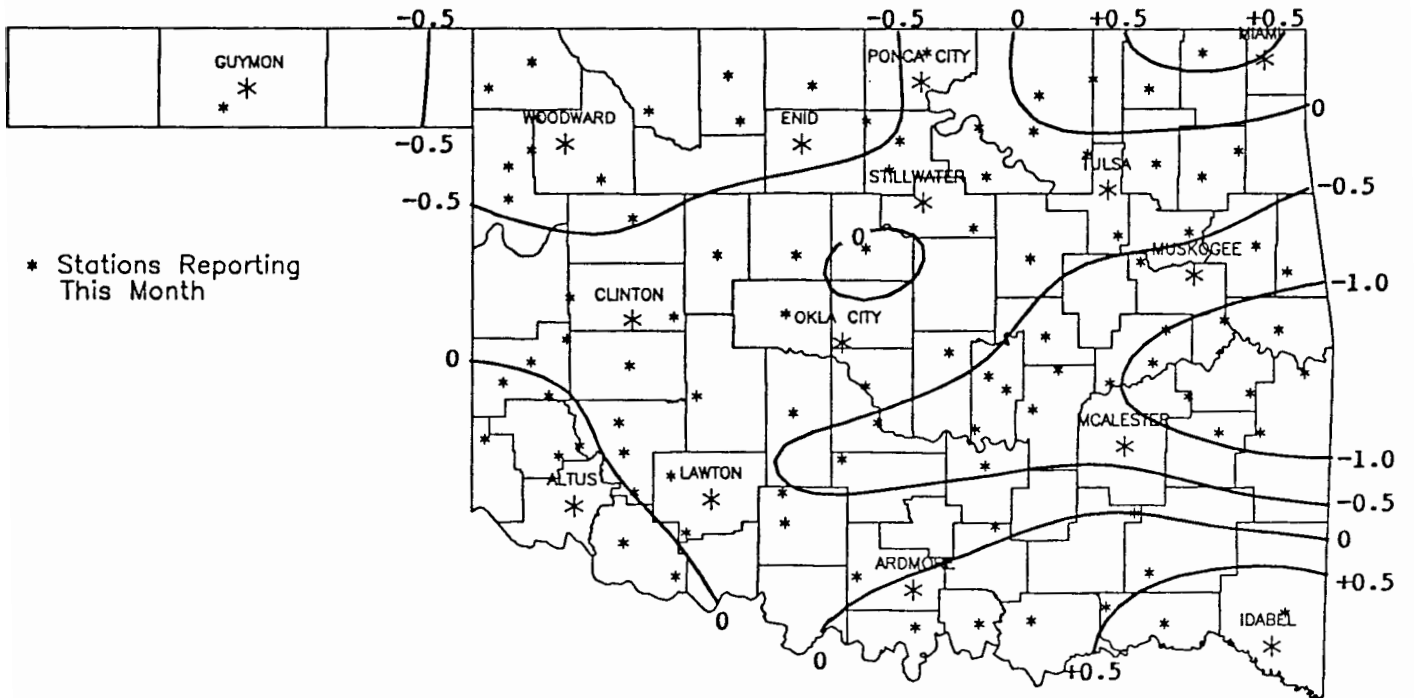 -0.5 -0.5 0 +0.5 +0.5
MIAMI
PONCA CITY
GUYMON
0
WOODWARD ENID
-0.5
TULSA
STILLWATER
-0.5
-0.5
0
MUSKOGEE
* Stations Reporting
This Month
-1.0
CLINTON
OKLA CITY
0
MCALESTER
-1.0
ALTUS LAWTON
-0.5
0
ARDMORE
+0.5
0
IDABEL
0
+0.5